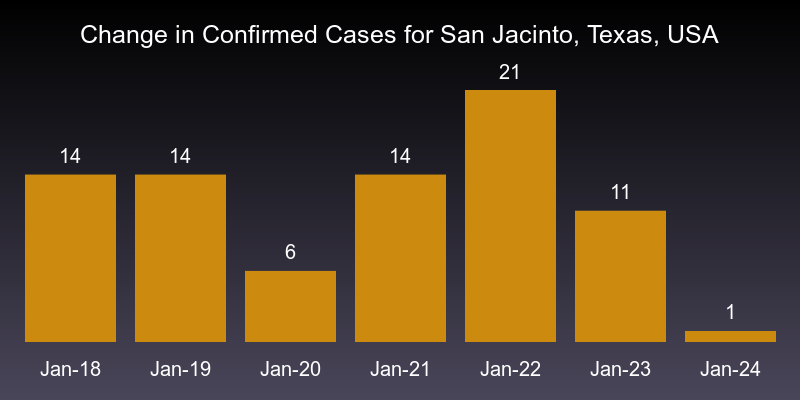 Change in Confirmed Cases for San Jacinto, Texas, USA
21
14 14 14
11
6
1
Jan-18 Jan-19 Jan-20 Jan-21 Jan-22 Jan-23 Jan-24